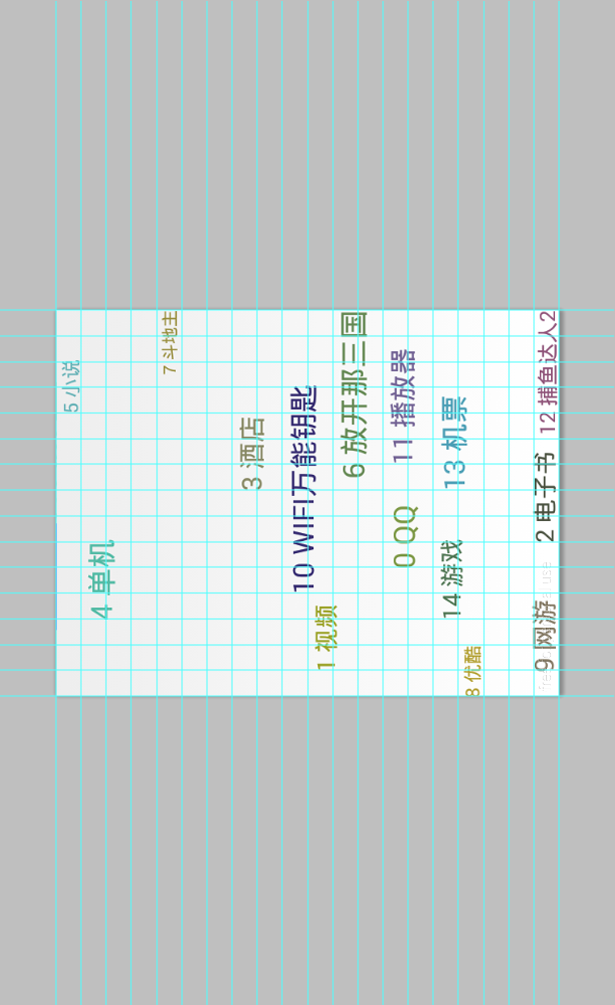 5 小说
4 单机
7 斗地主
3 酒店
10 WIFI万能钥匙
1 视频
6 放开那三国
0 QQ
11 播放器
14 游戏
13 机票
8 优酷
9 网游
2 电子书
12 捕鱼达人2